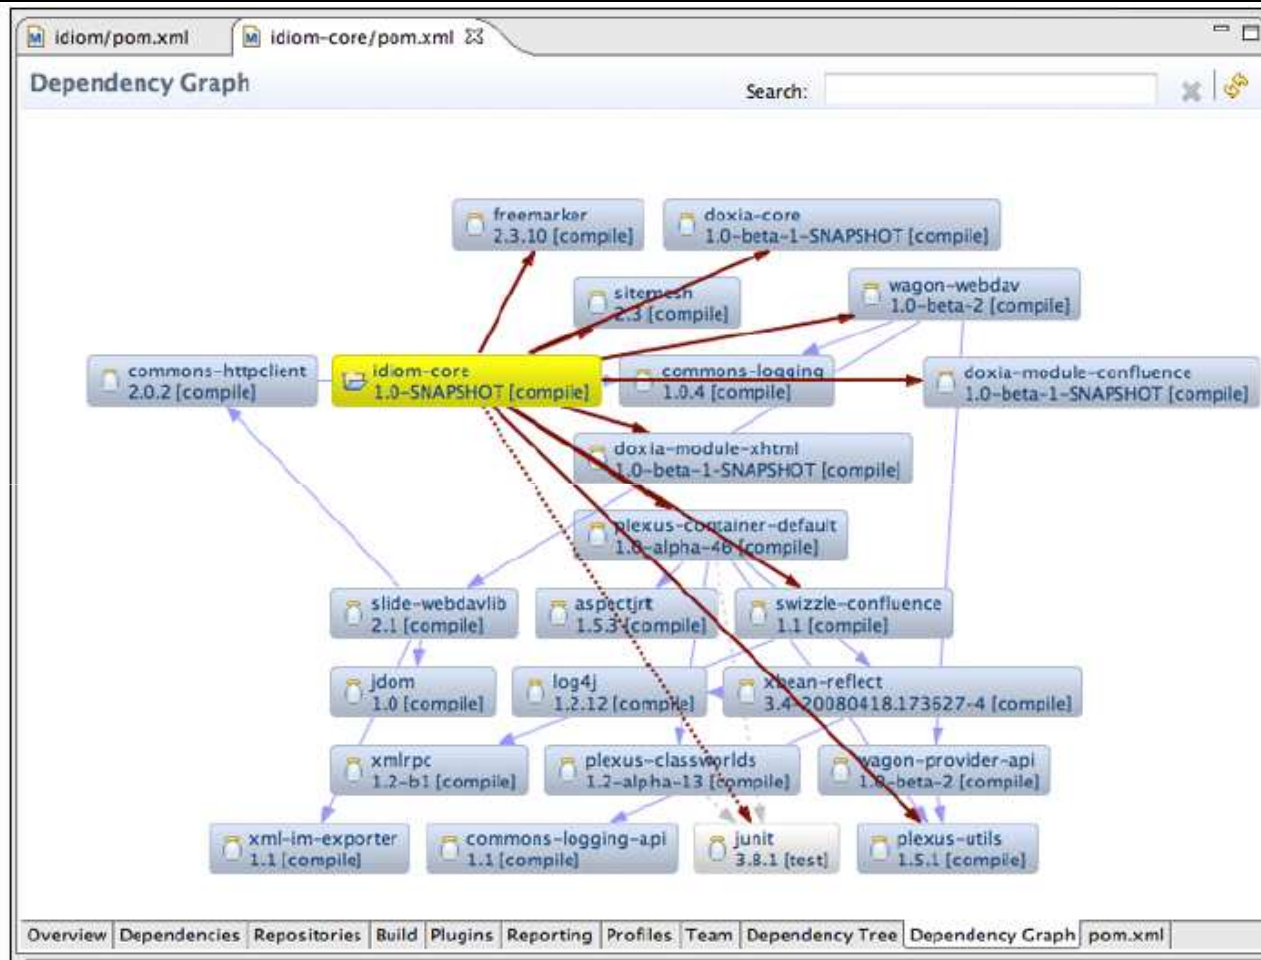 idiom/pom.xml
idiom-core/pom.xml
Dependency Graph
Search:
freemarker
2.3.10 [compile]
doxia-core
1.0-beta-1-SNAPSHOT [compile]
sitemesh
2.3 [compile]
wagon-webdav
1.0-beta-2 [compile]
commons-httpclient
2.0.2 [compile]
idiom-core
1.0-SNAPSHOT [compile]
commons-logging
1.0.4 [compile]
doxia-module-confluence
1.0-beta-1-SNAPSHOT [compile]
doxia-module-xhtml
1.0-beta-1-SNAPSHOT [compile]
plexus-container-default
1.0-alpha-46 [compile]
slide-webdavlib
2.1 [compile]
aspectjrt
1.5.3 [compile]
swizzle-confluence
1.1 [compile]
jdom
1.0 [compile]
log4j
1.2.12 [compile]
xbean-reflect
3.4-20080418.173627-4 [compile]
xmlrpc
1.2-b1 [compile]
plexus-classworlds
1.2-alpha-13 [compile]
wagon-provider-api
1.0-beta-2 [compile]
xml-im-exporter
1.1 [compile]
commons-logging-api
1.1 [compile]
junit
3.8.1 [test]
plexus-utils
1.5.1 [compile]
Overview Dependencies Repositories Build Plugins Reporting Profiles Team Dependency Tree Dependency Graph pom.xml